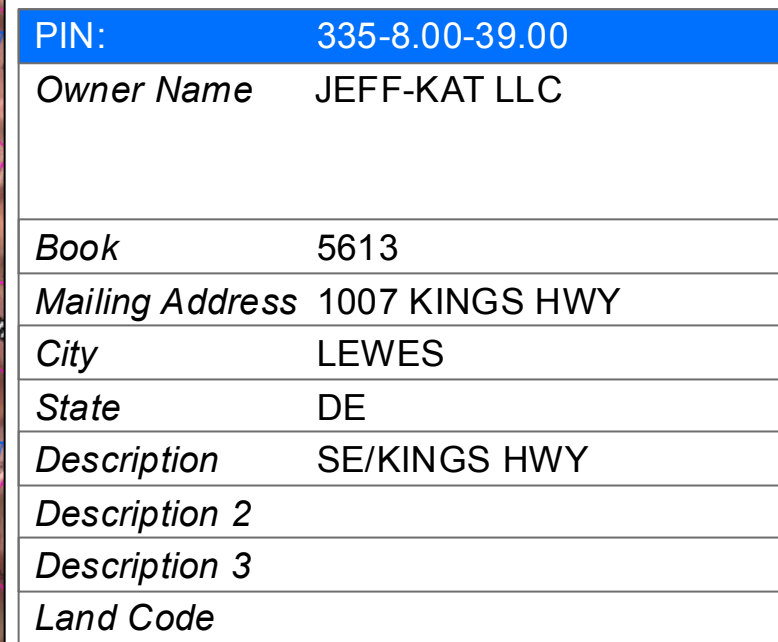 PIN: 335-8.00-39.00
Owner Name JEFF-KAT LLC
Book 5613
Mailing Address 1007 KINGS HWY
City LEWES
State DE
Description SE/KINGS HWY
Description 2
Description 3
Land Code